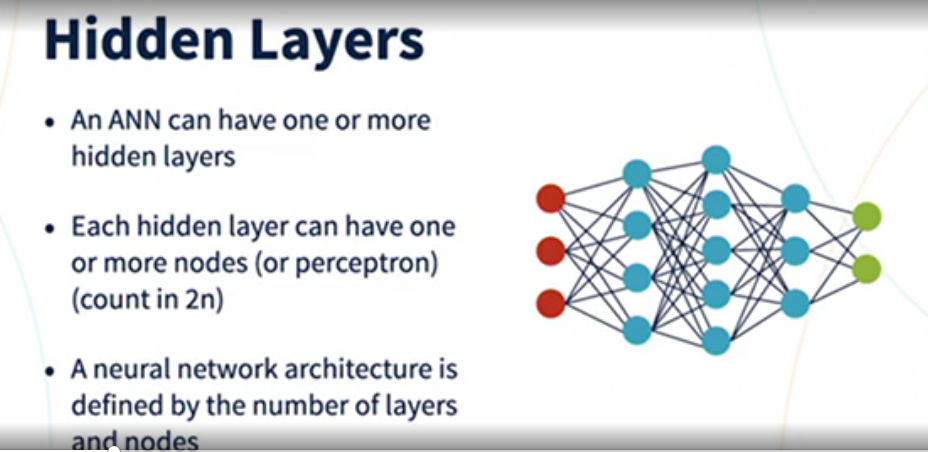 Hidden Layers
• An ANN can have one or more
hidden layers
• Each hidden layer can have one
or more nodes (or perceptron)
(count in 2n)
• A neural network architecture is
defined by the number of layers
and nodes